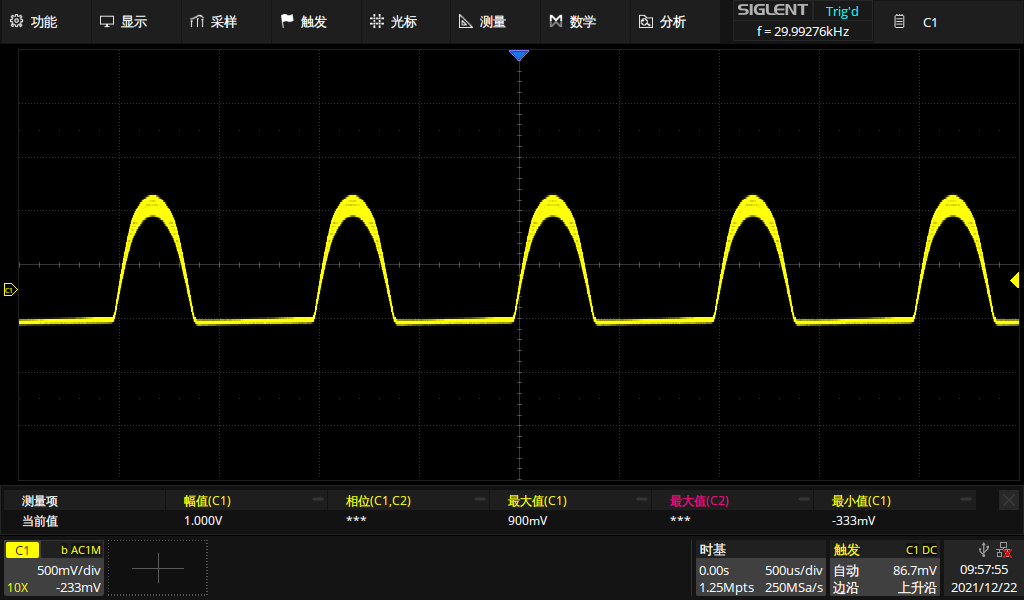 功能 显示 采样 触发 光标 测量 数学 分析 SIGLENT Trig'd C1
f = 29.99276kHz
C1
测量项 幅值(C1) 相位(C1,C2) 最大值(C1) 最大值(C2) 最小值(C1)
当前值 1.000V *** 900mV *** -333mV
C1 b AC1M 时基 触发 C1 DC
500mV/div 0.00s 500us/div 自动 86.7mV 09:57:55
10X -233mV 1.25Mpts 250MSa/s 边沿 上升沿 2021/12/22